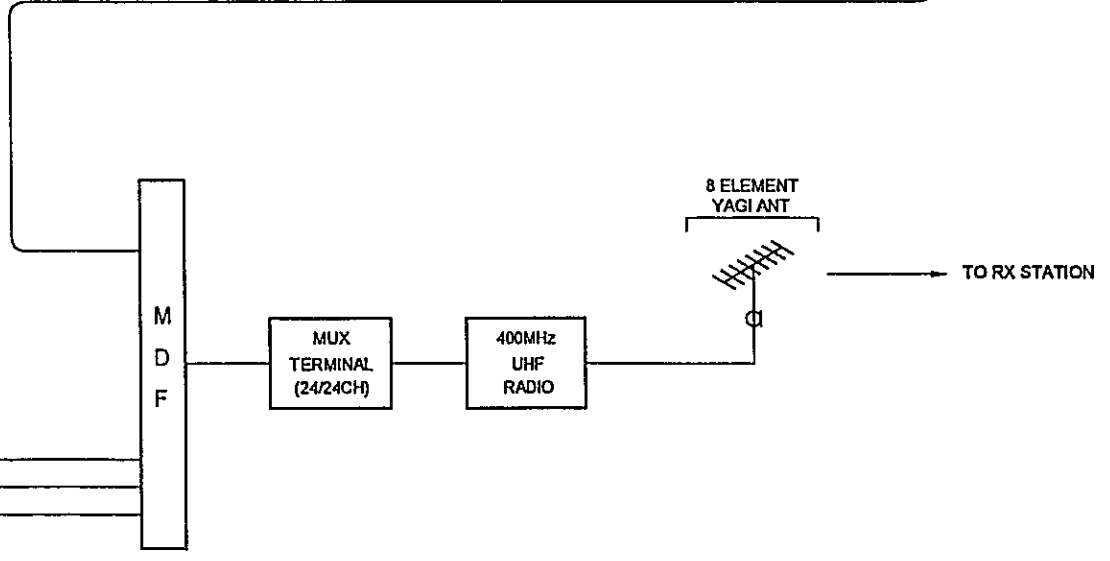 8 ELEMENT
YAGI ANT
TO RX STATION
M
D
F
MUX
TERMINAL
(24/24CH)
400MHz
UHF
RADIO